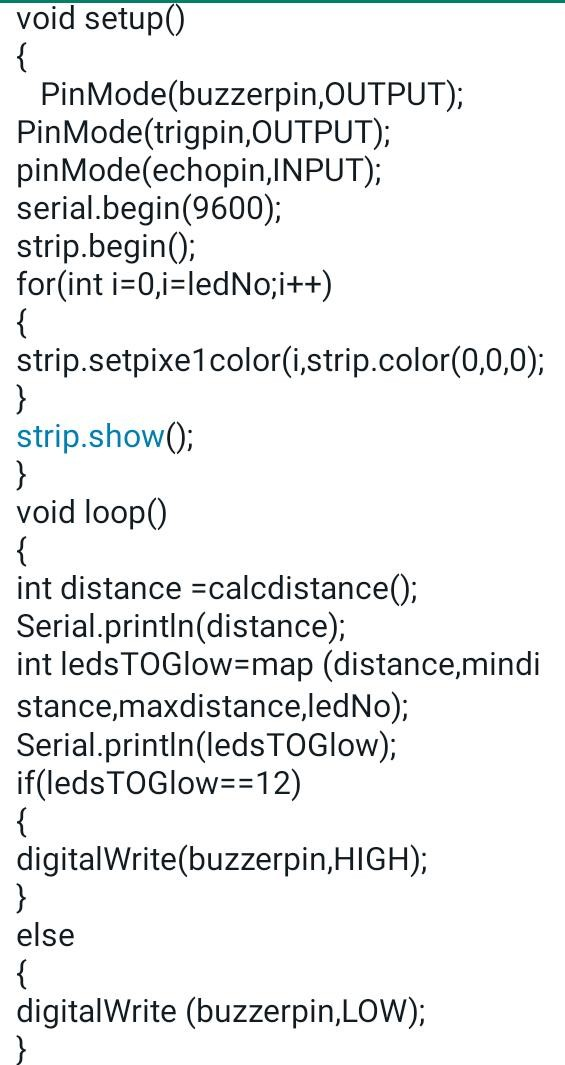 void setup()
{
PinMode(buzzerpin,OUTPUT);
PinMode(trigpin,OUTPUT);
pinMode(echopin,INPUT);
serial.begin(9600);
strip.begin();
for(int i=0,i=ledNo;i++)
{
strip.setpixe1color(i,strip.color(0,0,0);
}
strip.show();
}
void loop()
{
int distance =calcdistance();
Serial.println(distance);
int ledsTOGlow=map (distance,mindi
stance,maxdistance,ledNo);
Serial.println(ledsTOGlow);
if(ledsTOGlow==12)
{
digitalWrite(buzzerpin,HIGH);
}
else
{
digitalWrite (buzzerpin,LOW);
}